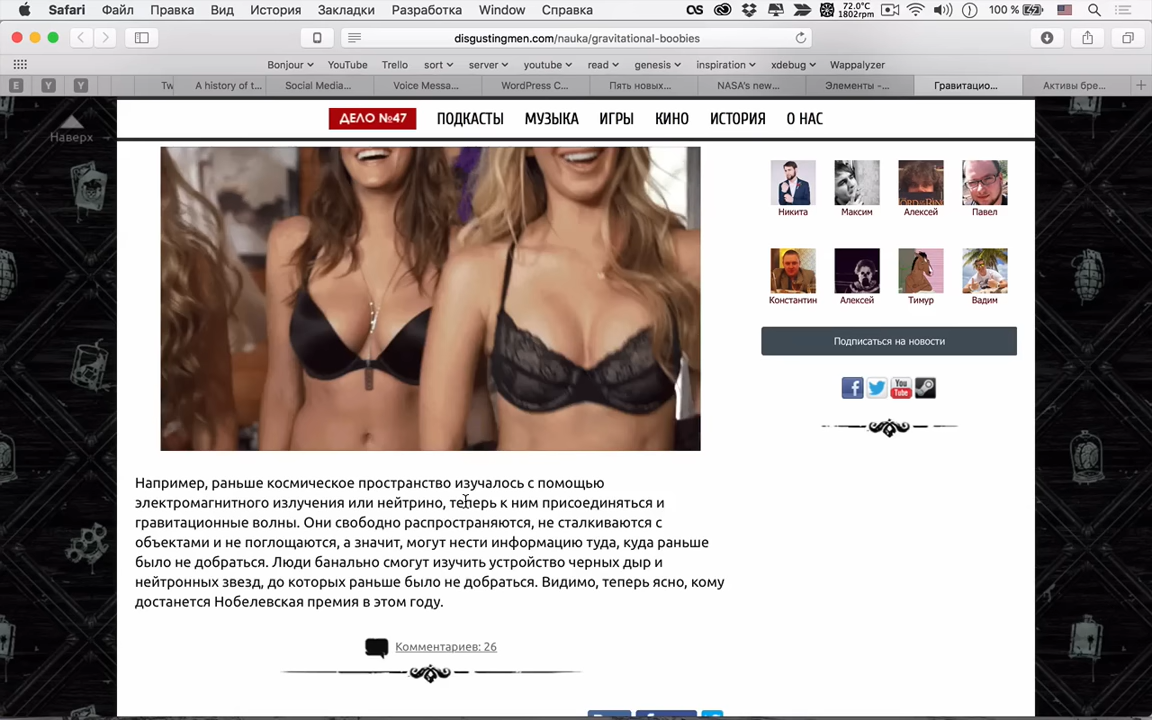 Safari Файл Правка Вид История Закладки Разработка Window Справка 72.0°C 1802rpm 100 %
disgustingmen.com/nauka/gravitational-boobies
Bonjour YouTube Trello sort server youtube read genesis inspiration xdebug Wappalyzer
E Y Y Tw A history of t... Social Media... Voice Messa... WordPress C... Пять новых... NASA's new... Элементы -... Гравитацио... Активы бре...
Наверх
ДЕЛО №47 ПОДКАСТЫ МУЗЫКА ИГРЫ КИНО ИСТОРИЯ О НАС
Никита Максим Алексей Павел
Константин Алексей Тимур Вадим
Подписаться на новости
Например, раньше космическое пространство изучалось с помощью
электромагнитного излучения или нейтрино, теперь к ним присоединяться и
гравитационные волны. Они свободно распространяются, не сталкиваются с
объектами и не поглощаются, а значит, могут нести информацию туда, куда раньше
было не добраться. Люди банально смогут изучить устройство черных дыр и
нейтронных звезд, до которых раньше было не добраться. Видимо, теперь ясно, кому
достанется Нобелевская премия в этом году.
Комментариев: 26